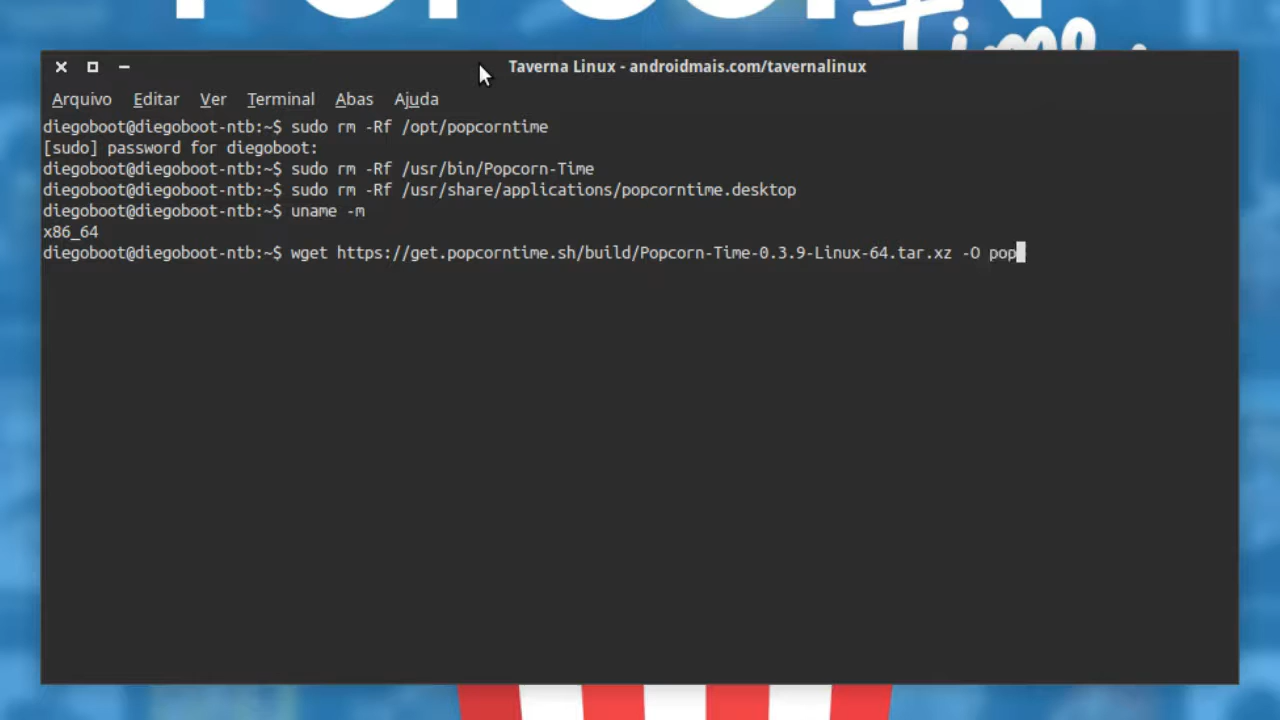 POPCORN
Time
Taverna Linux - androidmais.com/tavernalinux
Arquivo Editar Ver Terminal Abas Ajuda
diegoboot@diegoboot-ntb:~$ sudo rm -Rf /opt/popcorntime
[sudo] password for diegoboot:
diegoboot@diegoboot-ntb:~$ sudo rm -Rf /usr/bin/Popcorn-Time
diegoboot@diegoboot-ntb:~$ sudo rm -Rf /usr/share/applications/popcorntime.desktop
diegoboot@diegoboot-ntb:~$ uname -m
x86_64
diegoboot@diegoboot-ntb:~$ wget https://get.popcorntime.sh/build/Popcorn-Time-0.3.9-Linux-64.tar.xz -O pop